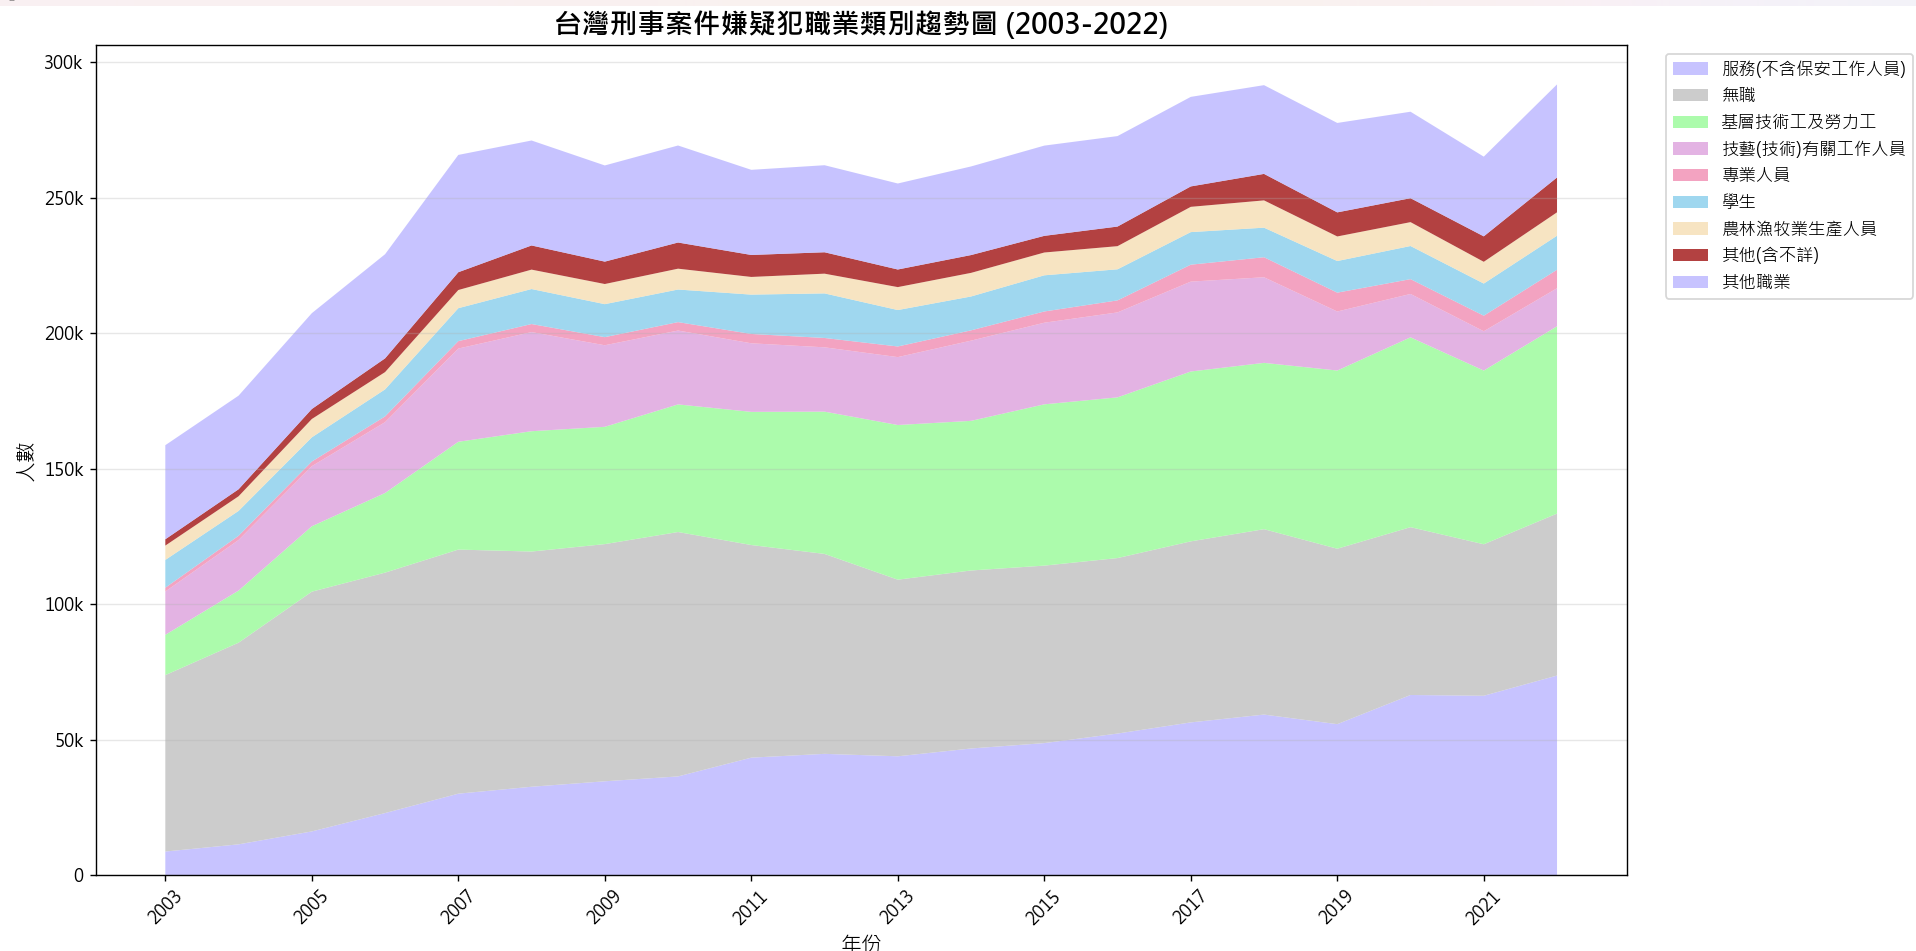 台灣刑事案件嫌疑犯職業類別趨勢圖 (2003-2022)
300k
250k
200k
150k
100k
50k
0
人數
2003
2005
2007
2009
2011
2013
2015
2017
2019
2021
年份
服務(不含保安工作人員)
無職
基層技術工及勞力工
技藝(技術)有關工作人員
專業人員
學生
農林漁牧業生產人員
其他(含不詳)
其他職業